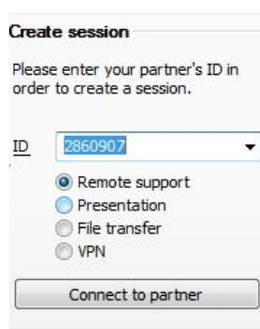 Create session
Please enter your partner's ID in
order to create a session.
ID 2860907
Remote support
Presentation
File transfer
VPN
Connect to partner